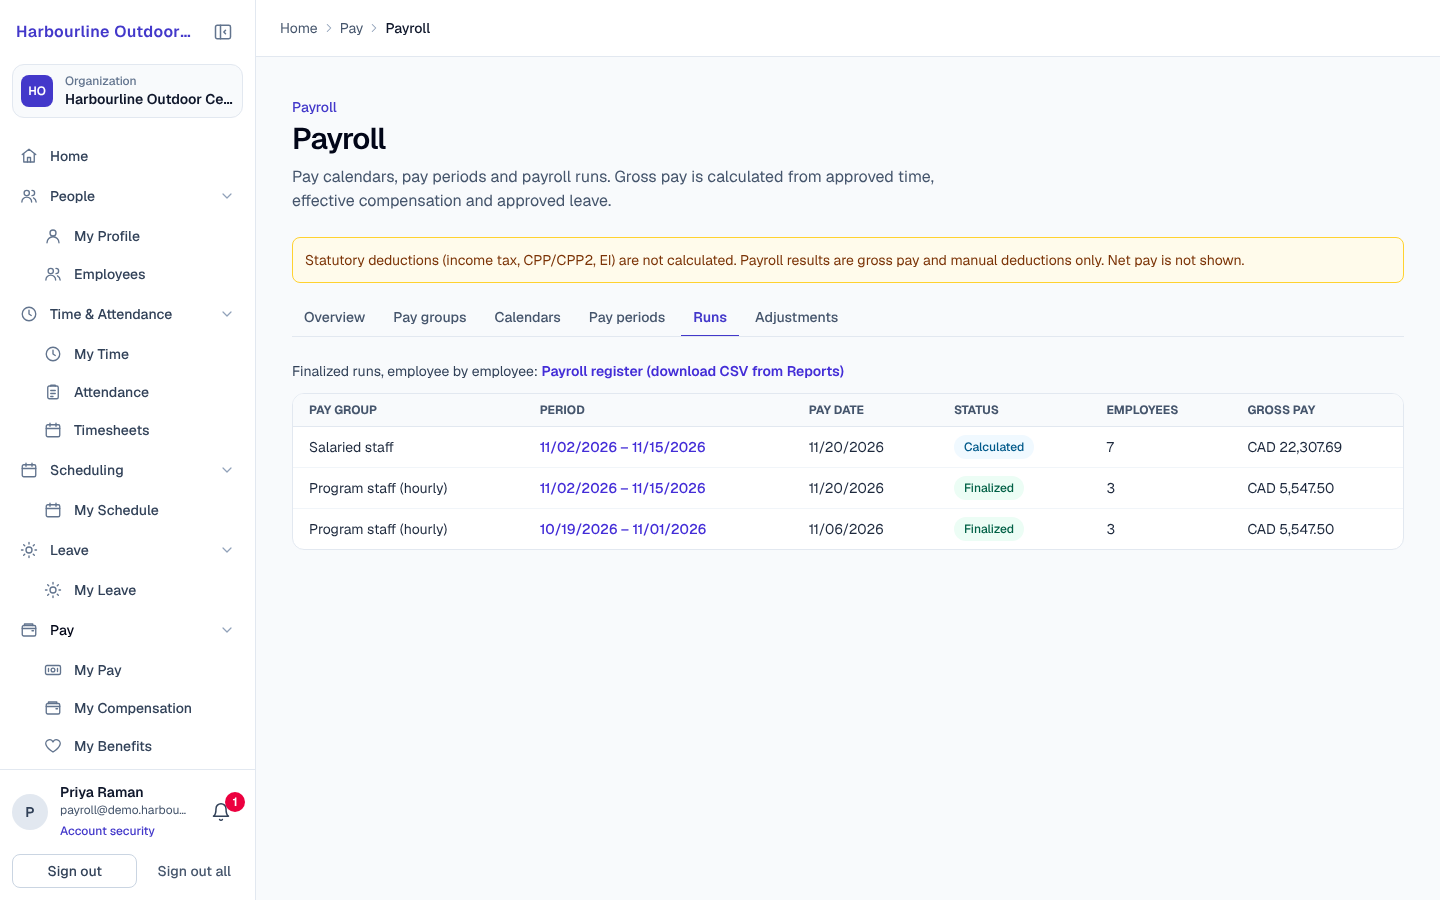 Harbourline Outdoor...
HO
Organization
Harbourline Outdoor Ce...
Home
People
My Profile
Employees
Time & Attendance
My Time
Attendance
Timesheets
Scheduling
My Schedule
Leave
My Leave
Pay
My Pay
My Compensation
My Benefits
P
Priya Raman
payroll@demo.harbou...
Account security
1
Sign out
Sign out all
Home
Pay
Payroll
Payroll
Payroll
Pay calendars, pay periods and payroll runs. Gross pay is calculated from approved time,
effective compensation and approved leave.
Statutory deductions (income tax, CPP/CPP2, EI) are not calculated. Payroll results are gross pay and manual deductions only. Net pay is not shown.
Overview Pay groups Calendars Pay periods Runs Adjustments
Finalized runs, employee by employee: Payroll register (download CSV from Reports)
PAY GROUP PERIOD PAY DATE STATUS EMPLOYEES GROSS PAY
Salaried staff 11/02/2026 – 11/15/2026 11/20/2026 Calculated 7 CAD 22,307.69
Program staff (hourly) 11/02/2026 – 11/15/2026 11/20/2026 Finalized 3 CAD 5,547.50
Program staff (hourly) 10/19/2026 – 11/01/2026 11/06/2026 Finalized 3 CAD 5,547.50